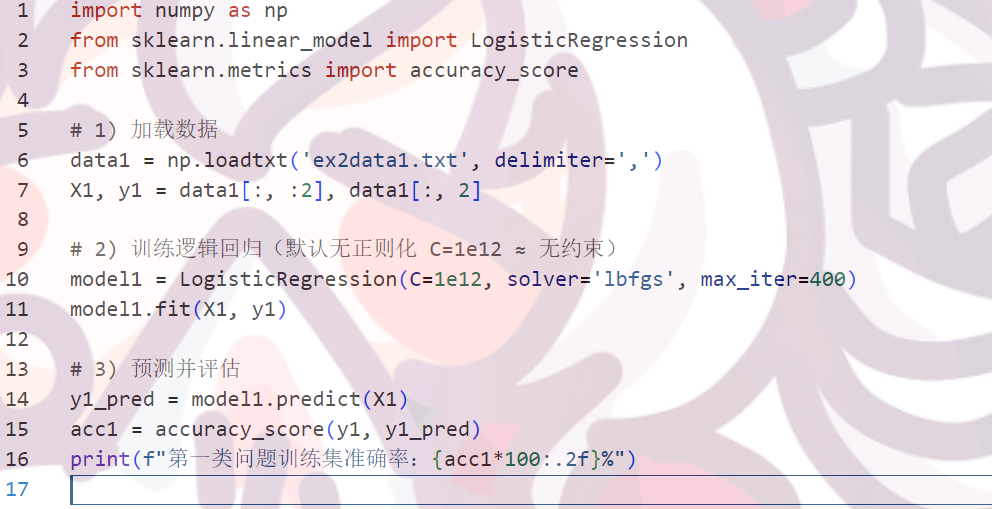 1 import numpy as np
2 from sklearn.linear_model import LogisticRegression
3 from sklearn.metrics import accuracy_score
4
5 # 1) 加载数据
6 data1 = np.loadtxt('ex2data1.txt', delimiter=',')
7 X1, y1 = data1[:, :2], data1[:, 2]
8
9 # 2) 训练逻辑回归（默认无正则化 C=1e12 ≈ 无约束）
10 model1 = LogisticRegression(C=1e12, solver='lbfgs', max_iter=400)
11 model1.fit(X1, y1)
12
13 # 3) 预测并评估
14 y1_pred = model1.predict(X1)
15 acc1 = accuracy_score(y1, y1_pred)
16 print(f"第一类问题训练集准确率：{acc1*100:.2f}%")
17